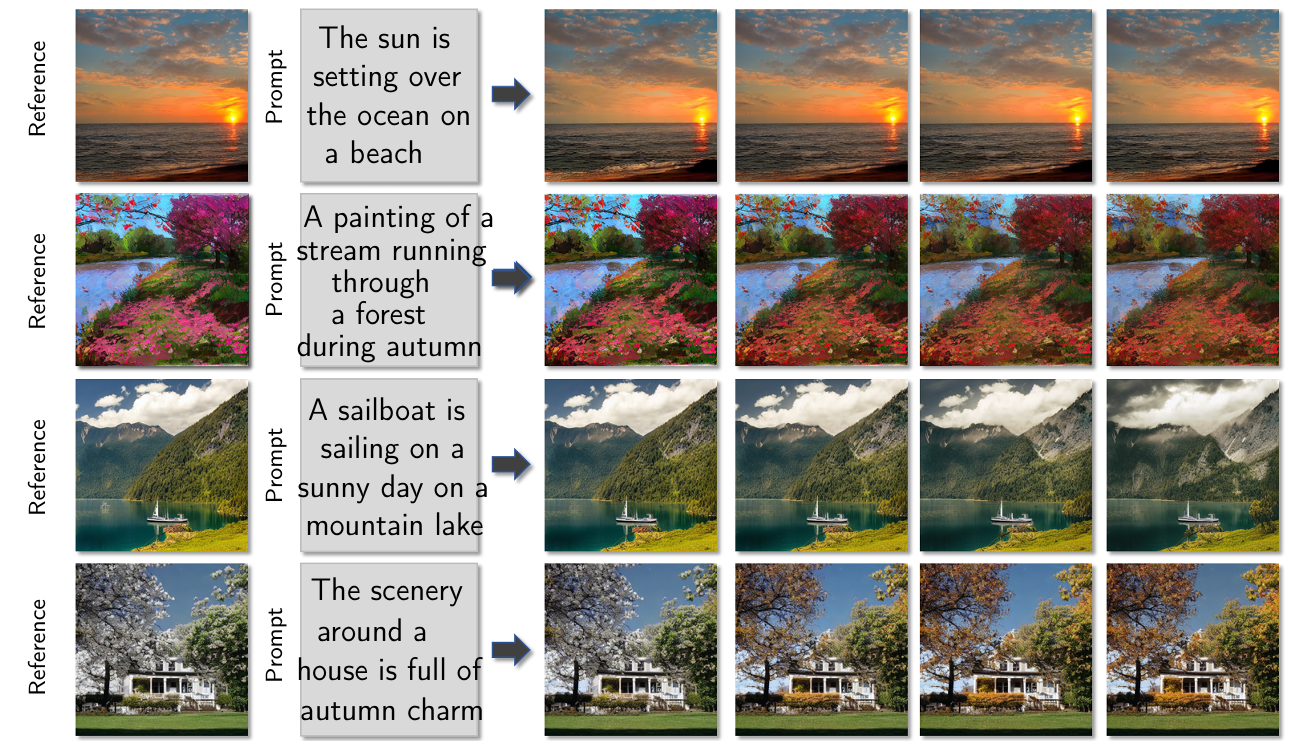 Reference
Prompt
The sun is
setting over
the ocean on
a beach
Reference
Prompt
A painting of a
stream running
through
a forest
during autumn
Reference
Prompt
A sailboat is
sailing on a
sunny day on a
mountain lake
Reference
Prompt
The scenery
around a
house is full of
autumn charm